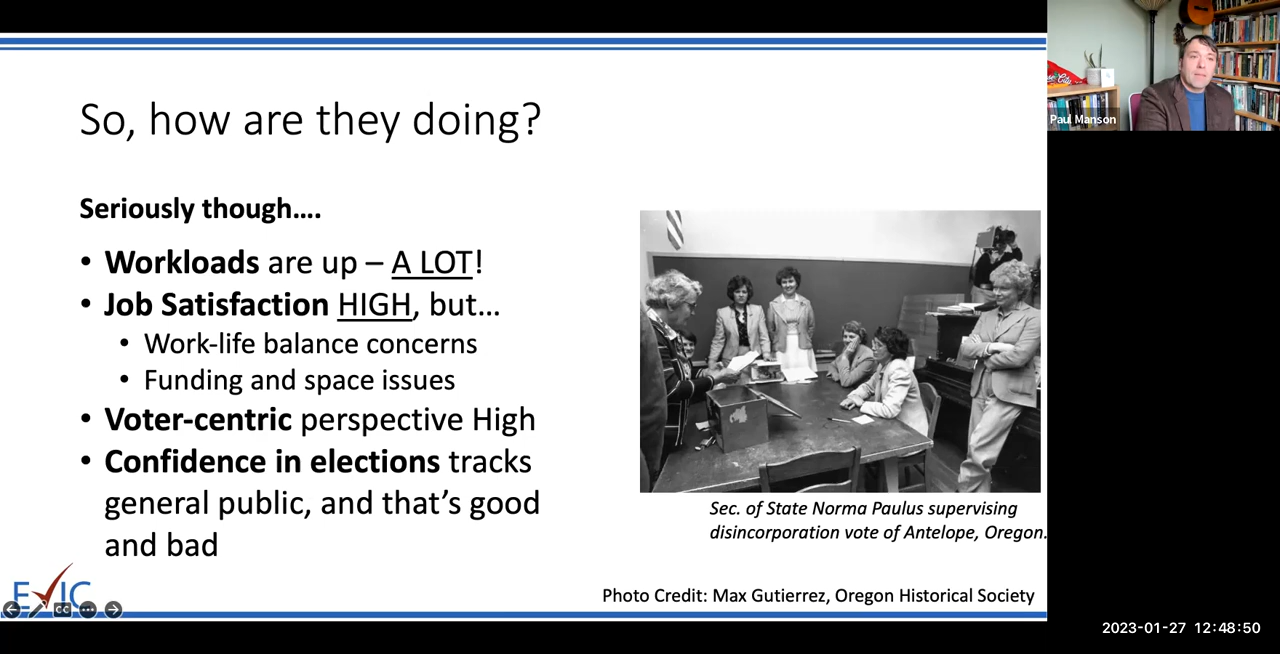 So, how are they doing?
Seriously though….
• Workloads are up – A LOT!
• Job Satisfaction HIGH, but…
• Work-life balance concerns
• Funding and space issues
• Voter-centric perspective High
• Confidence in elections tracks
general public, and that’s good
and bad
Sec. of State Norma Paulus supervising
disincorporation vote of Antelope, Oregon.
Photo Credit: Max Gutierrez, Oregon Historical Society
CC
Paul Manson
2023-01-27 12:48:50